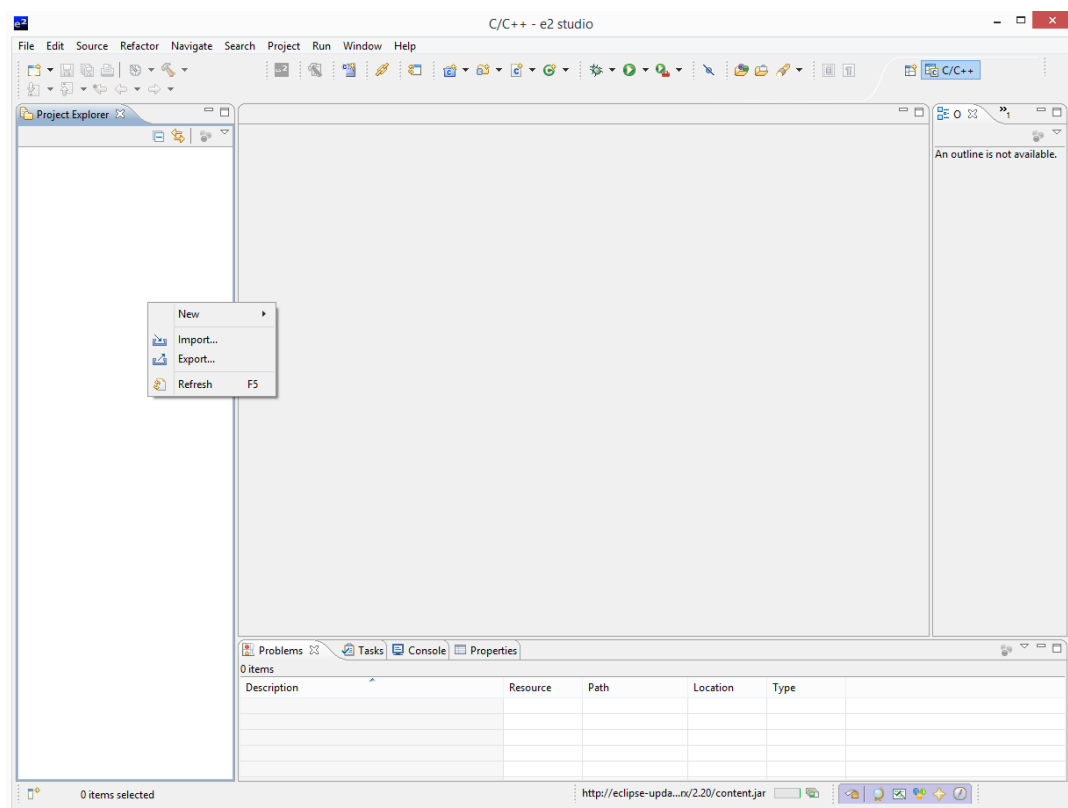 e2
C/C++ - e2 studio
File Edit Source Refactor Navigate Search Project Run Window Help
C/C++
Project Explorer
O
»1
An outline is not available.
New
Import...
Export...
Refresh F5
Problems Tasks Console Properties
0 items
Description Resource Path Location Type
0 items selected
http://eclipse-upda...rx/2.20/content.jar